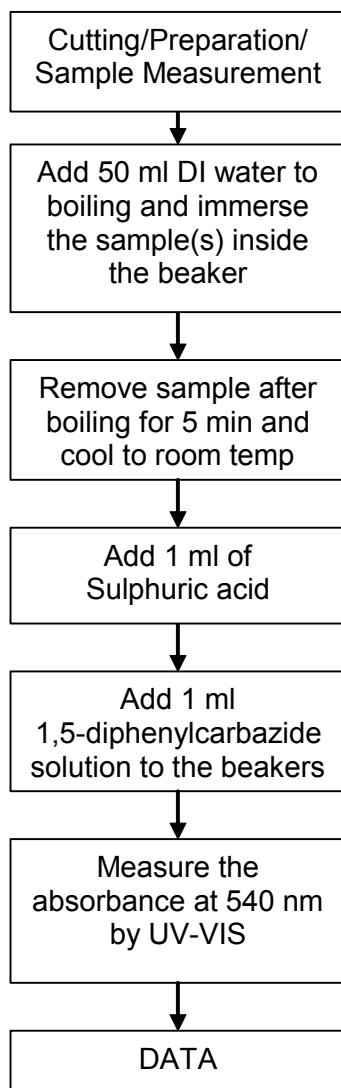 Cutting/Preparation/
Sample Measurement
Add 50 ml DI water to
boiling and immerse
the sample(s) inside
the beaker
Remove sample after
boiling for 5 min and
cool to room temp
Add 1 ml of
Sulphuric acid
Add 1 ml
1,5-diphenylcarbazide
solution to the beakers
Measure the
absorbance at 540 nm
by UV-VIS
DATA